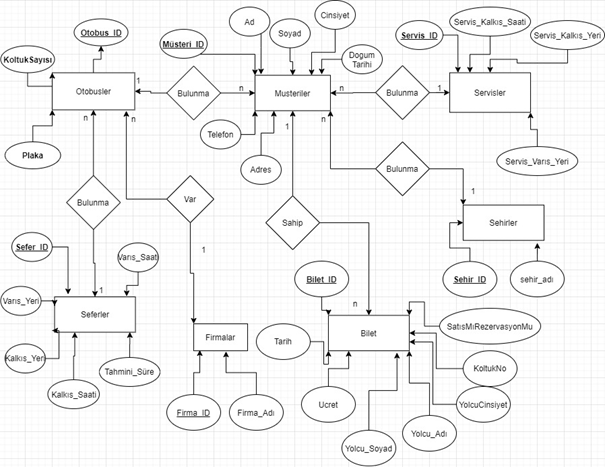 Otobus_ID
KoltukSayısı
Otobusler
Plaka
1
n
n
Bulunma
n
Müsteri_ID
Ad
Soyad
Cinsiyet
Dogum
Tarihi
Musteriler
Telefon
Adres
n
Bulunma
1
Servis_ID
Servis_Kalkıs_Saati
Servis_Kalkıs_Yeri
Servisler
Servis_Varıs_Yeri
1
n
Bulunma
1
Sehirler
Sehir_ID
sehir_adı
Bulunma
1
Var
1
Sahip
n
Sefer_ID
Varıs_Saati
Varıs_Yeri
Seferler
Kalkıs_Yeri
Kalkıs_Saati
Tahmini_Süre
Firmalar
Firma_ID
Firma_Adı
Bilet_ID
Bilet
Tarih
Ucret
Yolcu_Soyad
Yolcu_Adı
YolcuCinsiyet
KoltukNo
SatısMıRezervasyonMu